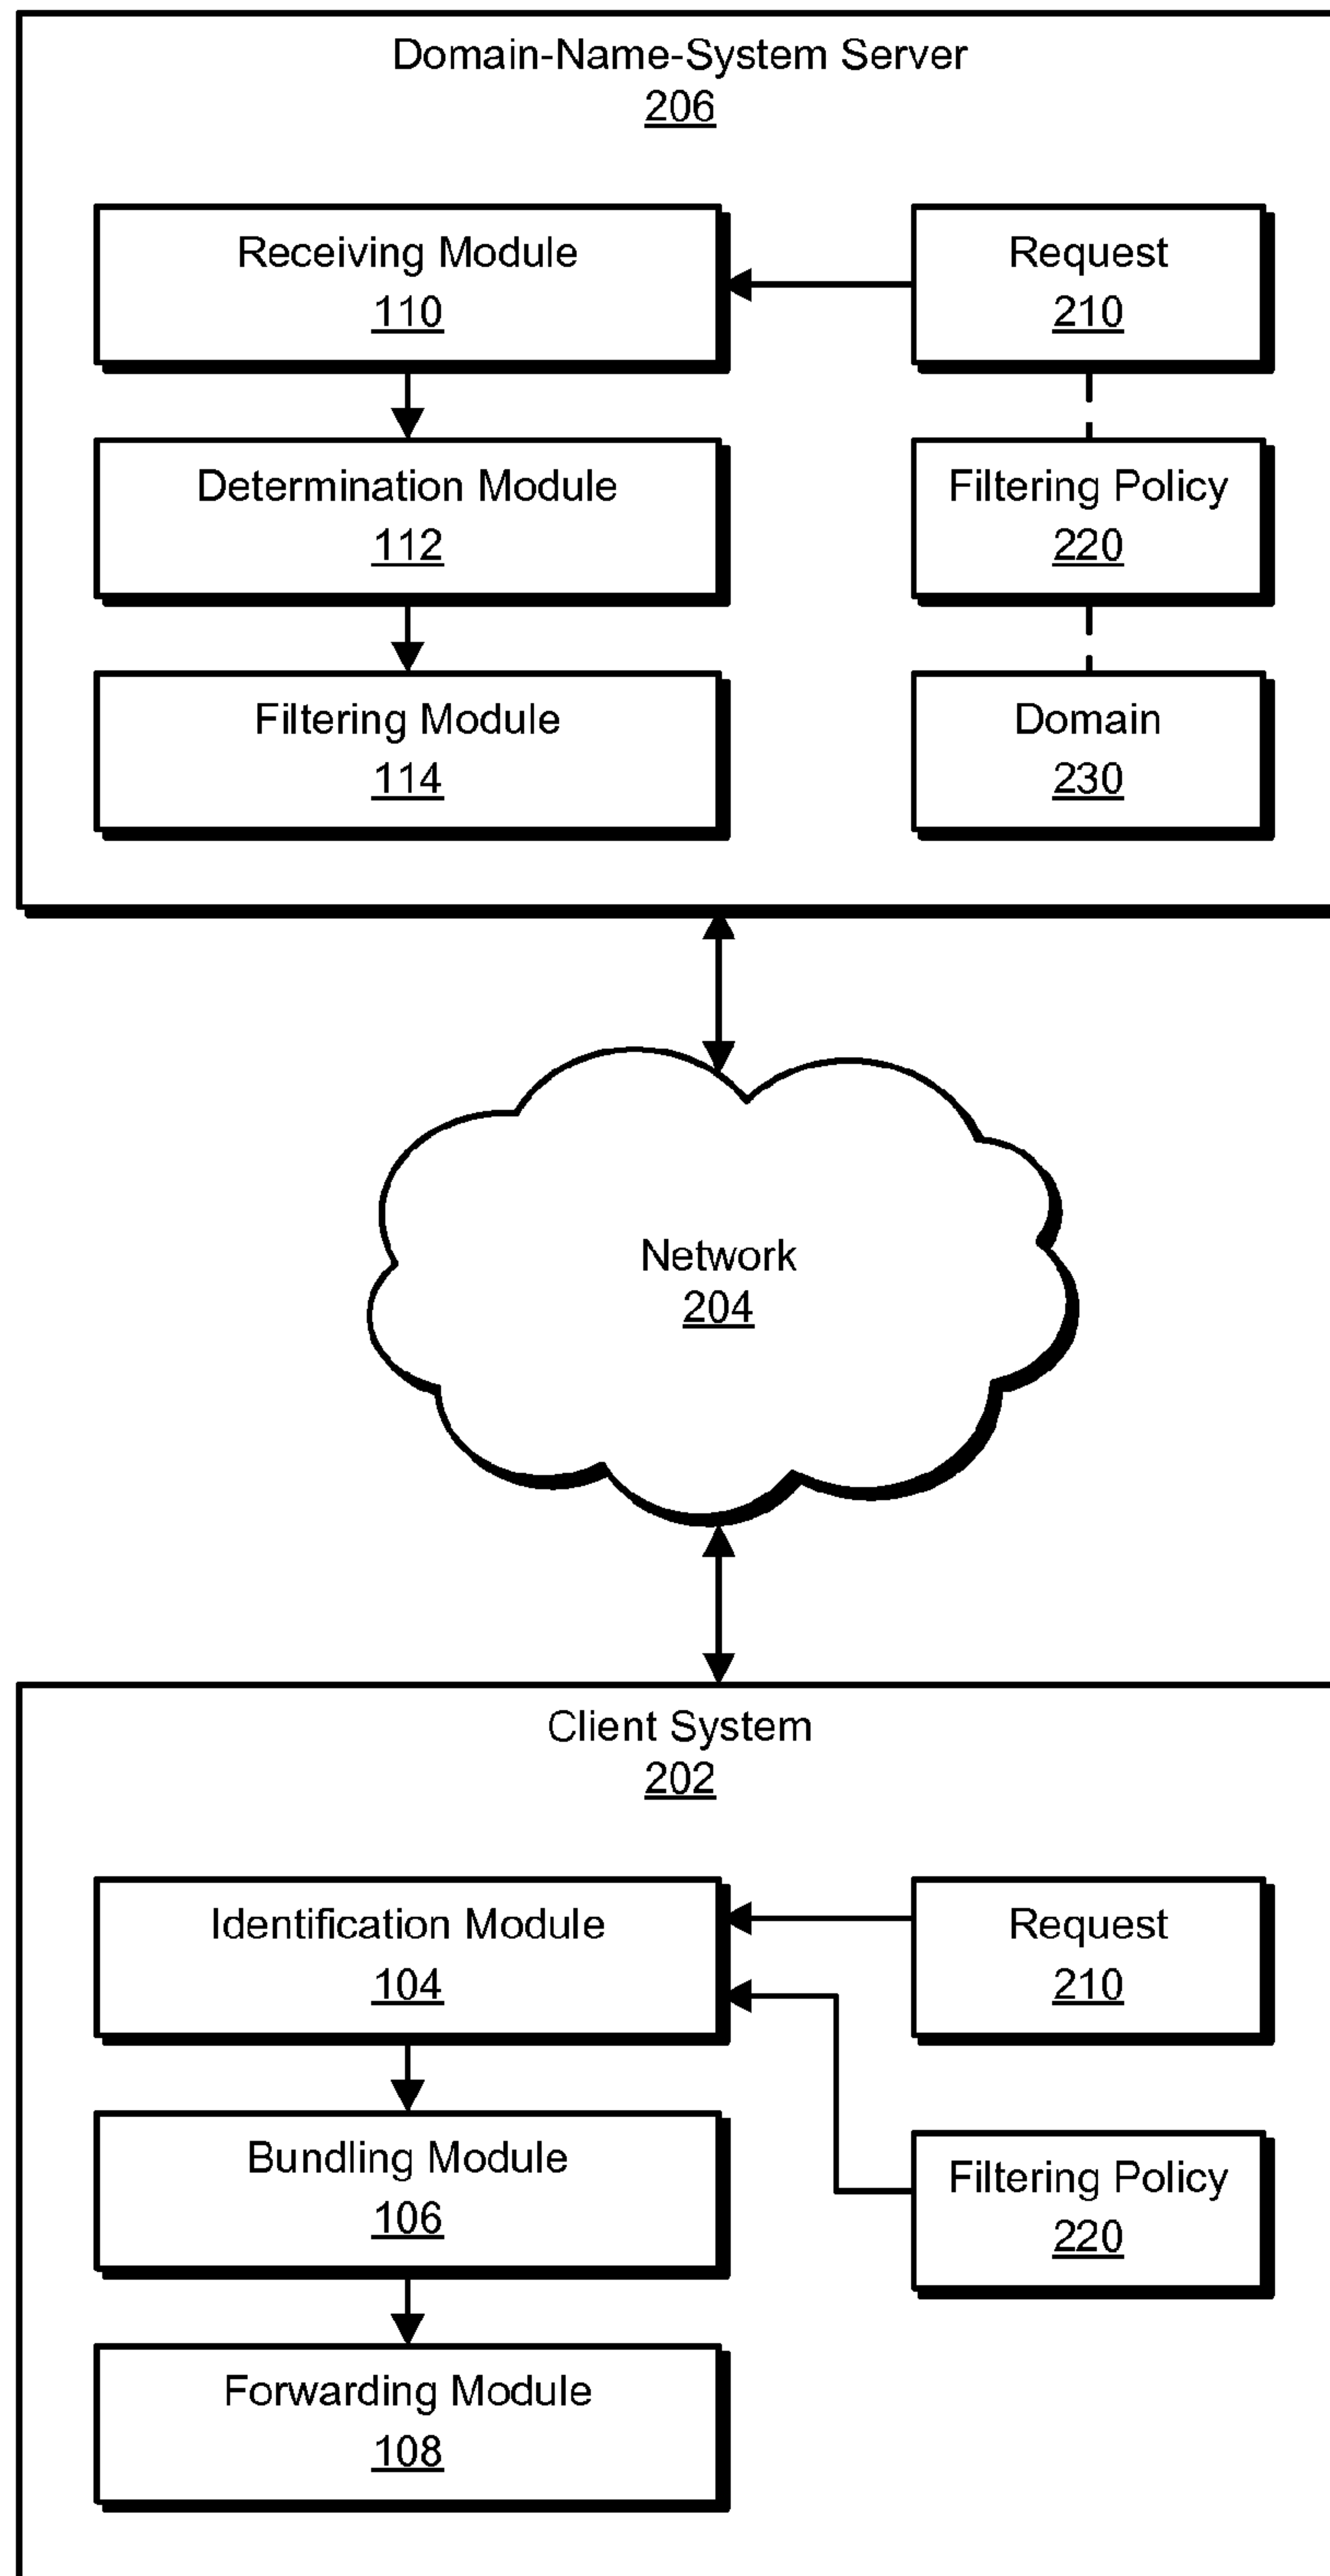 Domain-Name-System Server
206
Receiving Module
110
Request
210
Determination Module
112
Filtering Policy
220
Filtering Module
114
Domain
230
Network
204
Client System
202
Identification Module
104
Request
210
Bundling Module
106
Filtering Policy
220
Forwarding Module
108